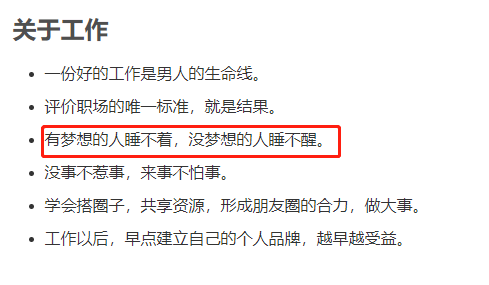 关于工作
一份好的工作是男人的生命线。
评价职场的唯一标准，就是结果。
有梦想的人睡不着，没梦想的人睡不醒。
没事不惹事，来事不怕事。
学会搭圈子，共享资源，形成朋友圈的合力，做大事。
工作以后，早点建立自己的个人品牌，越早越受益。